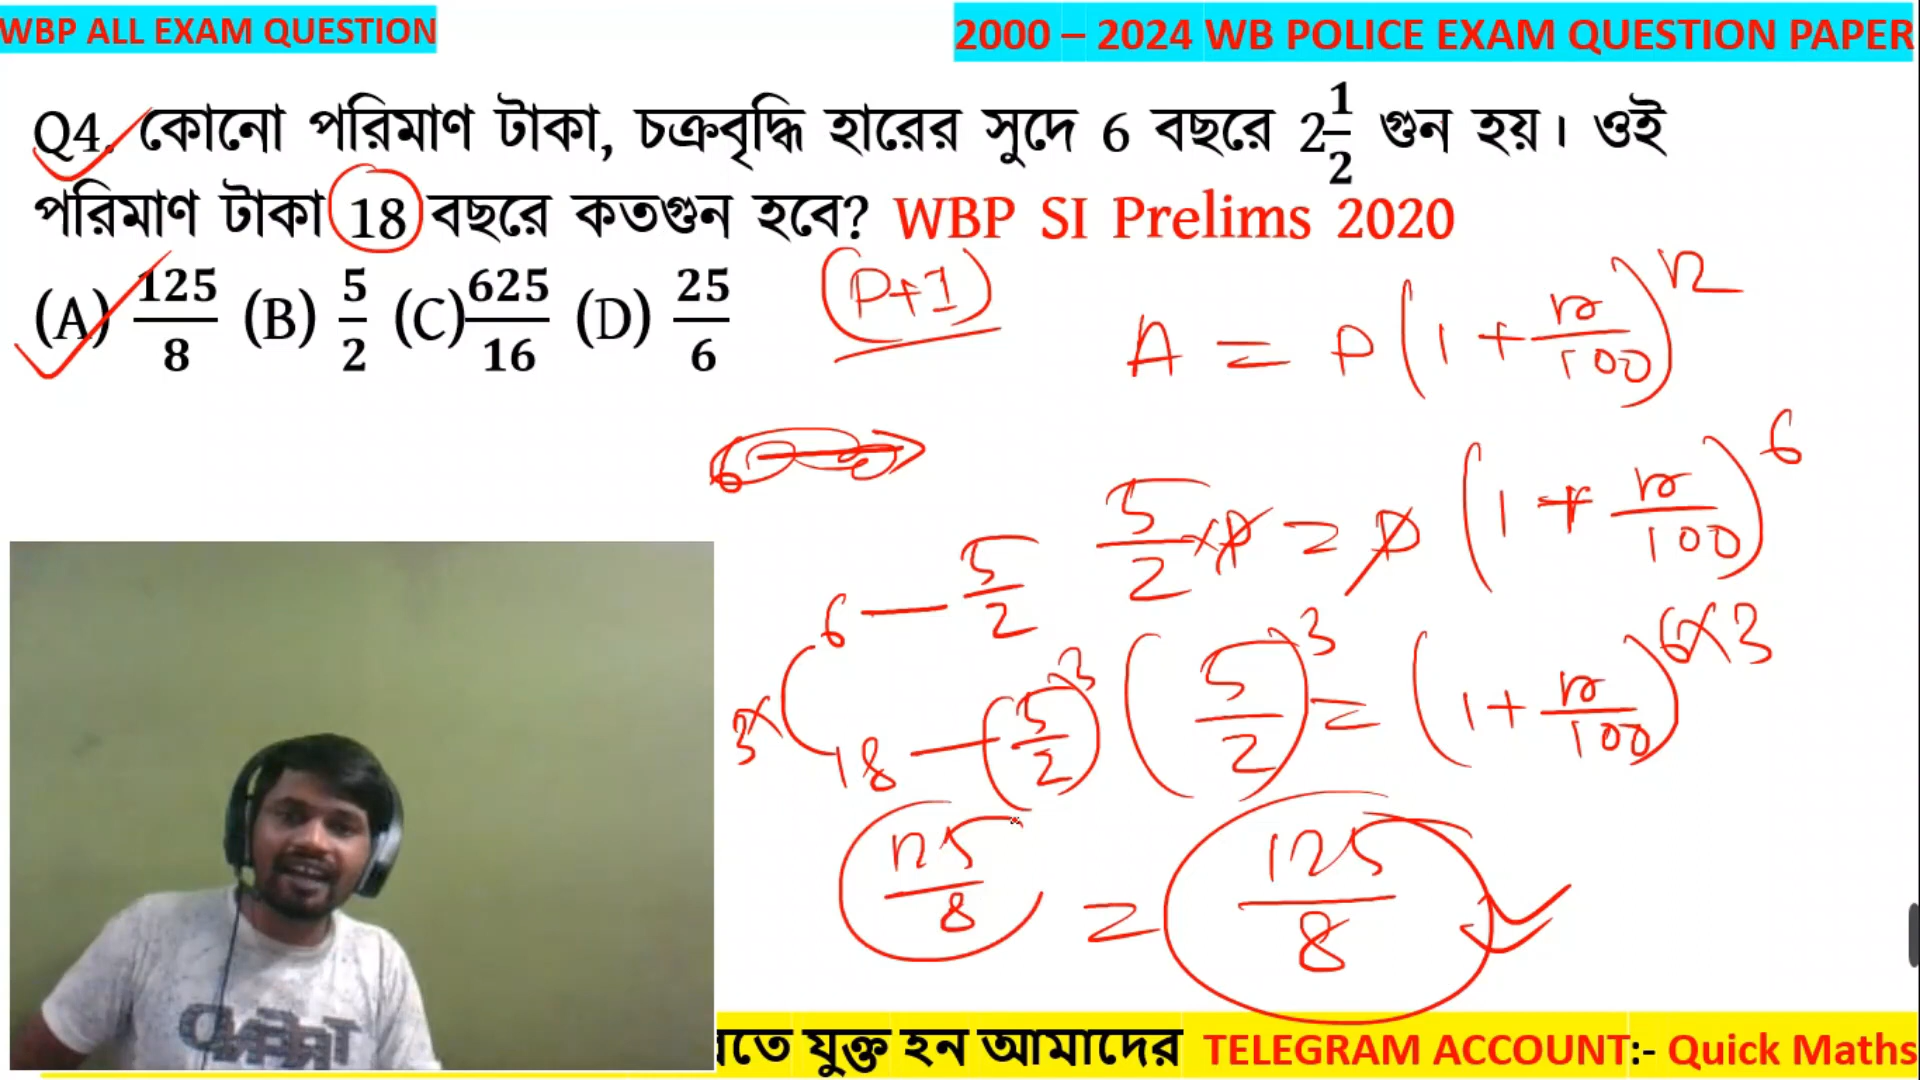 WBP ALL EXAM QUESTION
2000 – 2024 WB POLICE EXAM QUESTION PAPER
Q4. কোনো পরিমাণ টাকা, চক্রবৃদ্ধি হারের সুদে 6 বছরে 2 1/2 গুন হয়। ওই
পরিমাণ টাকা 18 বছরে কতগুন হবে? WBP SI Prelims 2020
(A) 125/8 (B) 5/2 (C) 625/16 (D) 25/6
(P+I)
A = P(1 + r/100)^n
5/2 × P = P (1 + r/100)^6
6 — 5/2
3×
18 — (5/2)^3
(5/2)^3 = (1 + r/100)^6×3
125/8 = 125/8
তে যুক্ত হন আমাদের TELEGRAM ACCOUNT:- Quick Maths